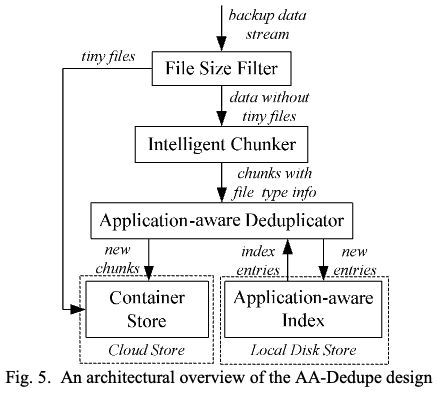 backup data
stream
tiny files
File Size Filter
data without
tiny files
Intelligent Chunker
chunks with
file type info
Application-aware Deduplicator
new
chunks
index
entries
new
entries
Container
Store
Application-aware
Index
Cloud Store
Local Disk Store
Fig. 5.  An architectural overview of the AA-Dedupe design